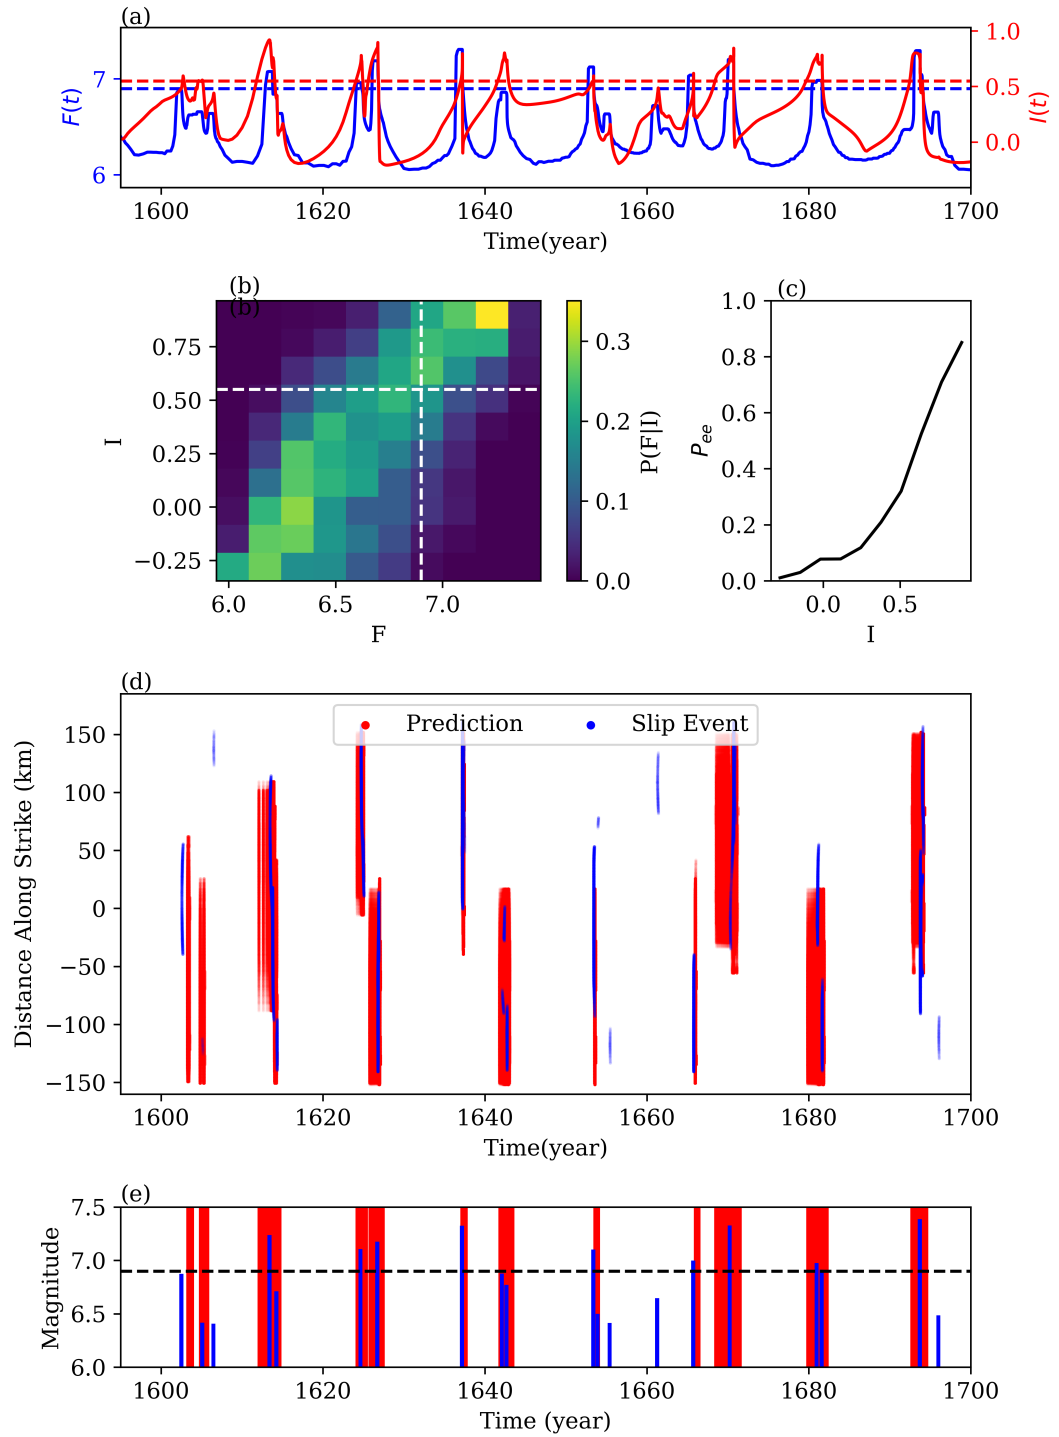 (a)
7
6
F(t)
1.0
0.5
0.0
I(t)
1600
1620
1640
1660
1680
1700
Time(year)
(b)
(b)
0.75
0.50
0.25
0.00
−0.25
I
6.0
6.5
7.0
F
0.3
0.2
0.1
0.0
P(F|I)
(c)
1.0
0.8
0.6
0.4
0.2
0.0
P_ee
0.0
0.5
I
(d)
Prediction
Slip Event
150
100
50
0
−50
−100
−150
Distance Along Strike (km)
1600
1620
1640
1660
1680
1700
Time(year)
(e)
7.5
7.0
6.5
6.0
Magnitude
1600
1620
1640
1660
1680
1700
Time (year)